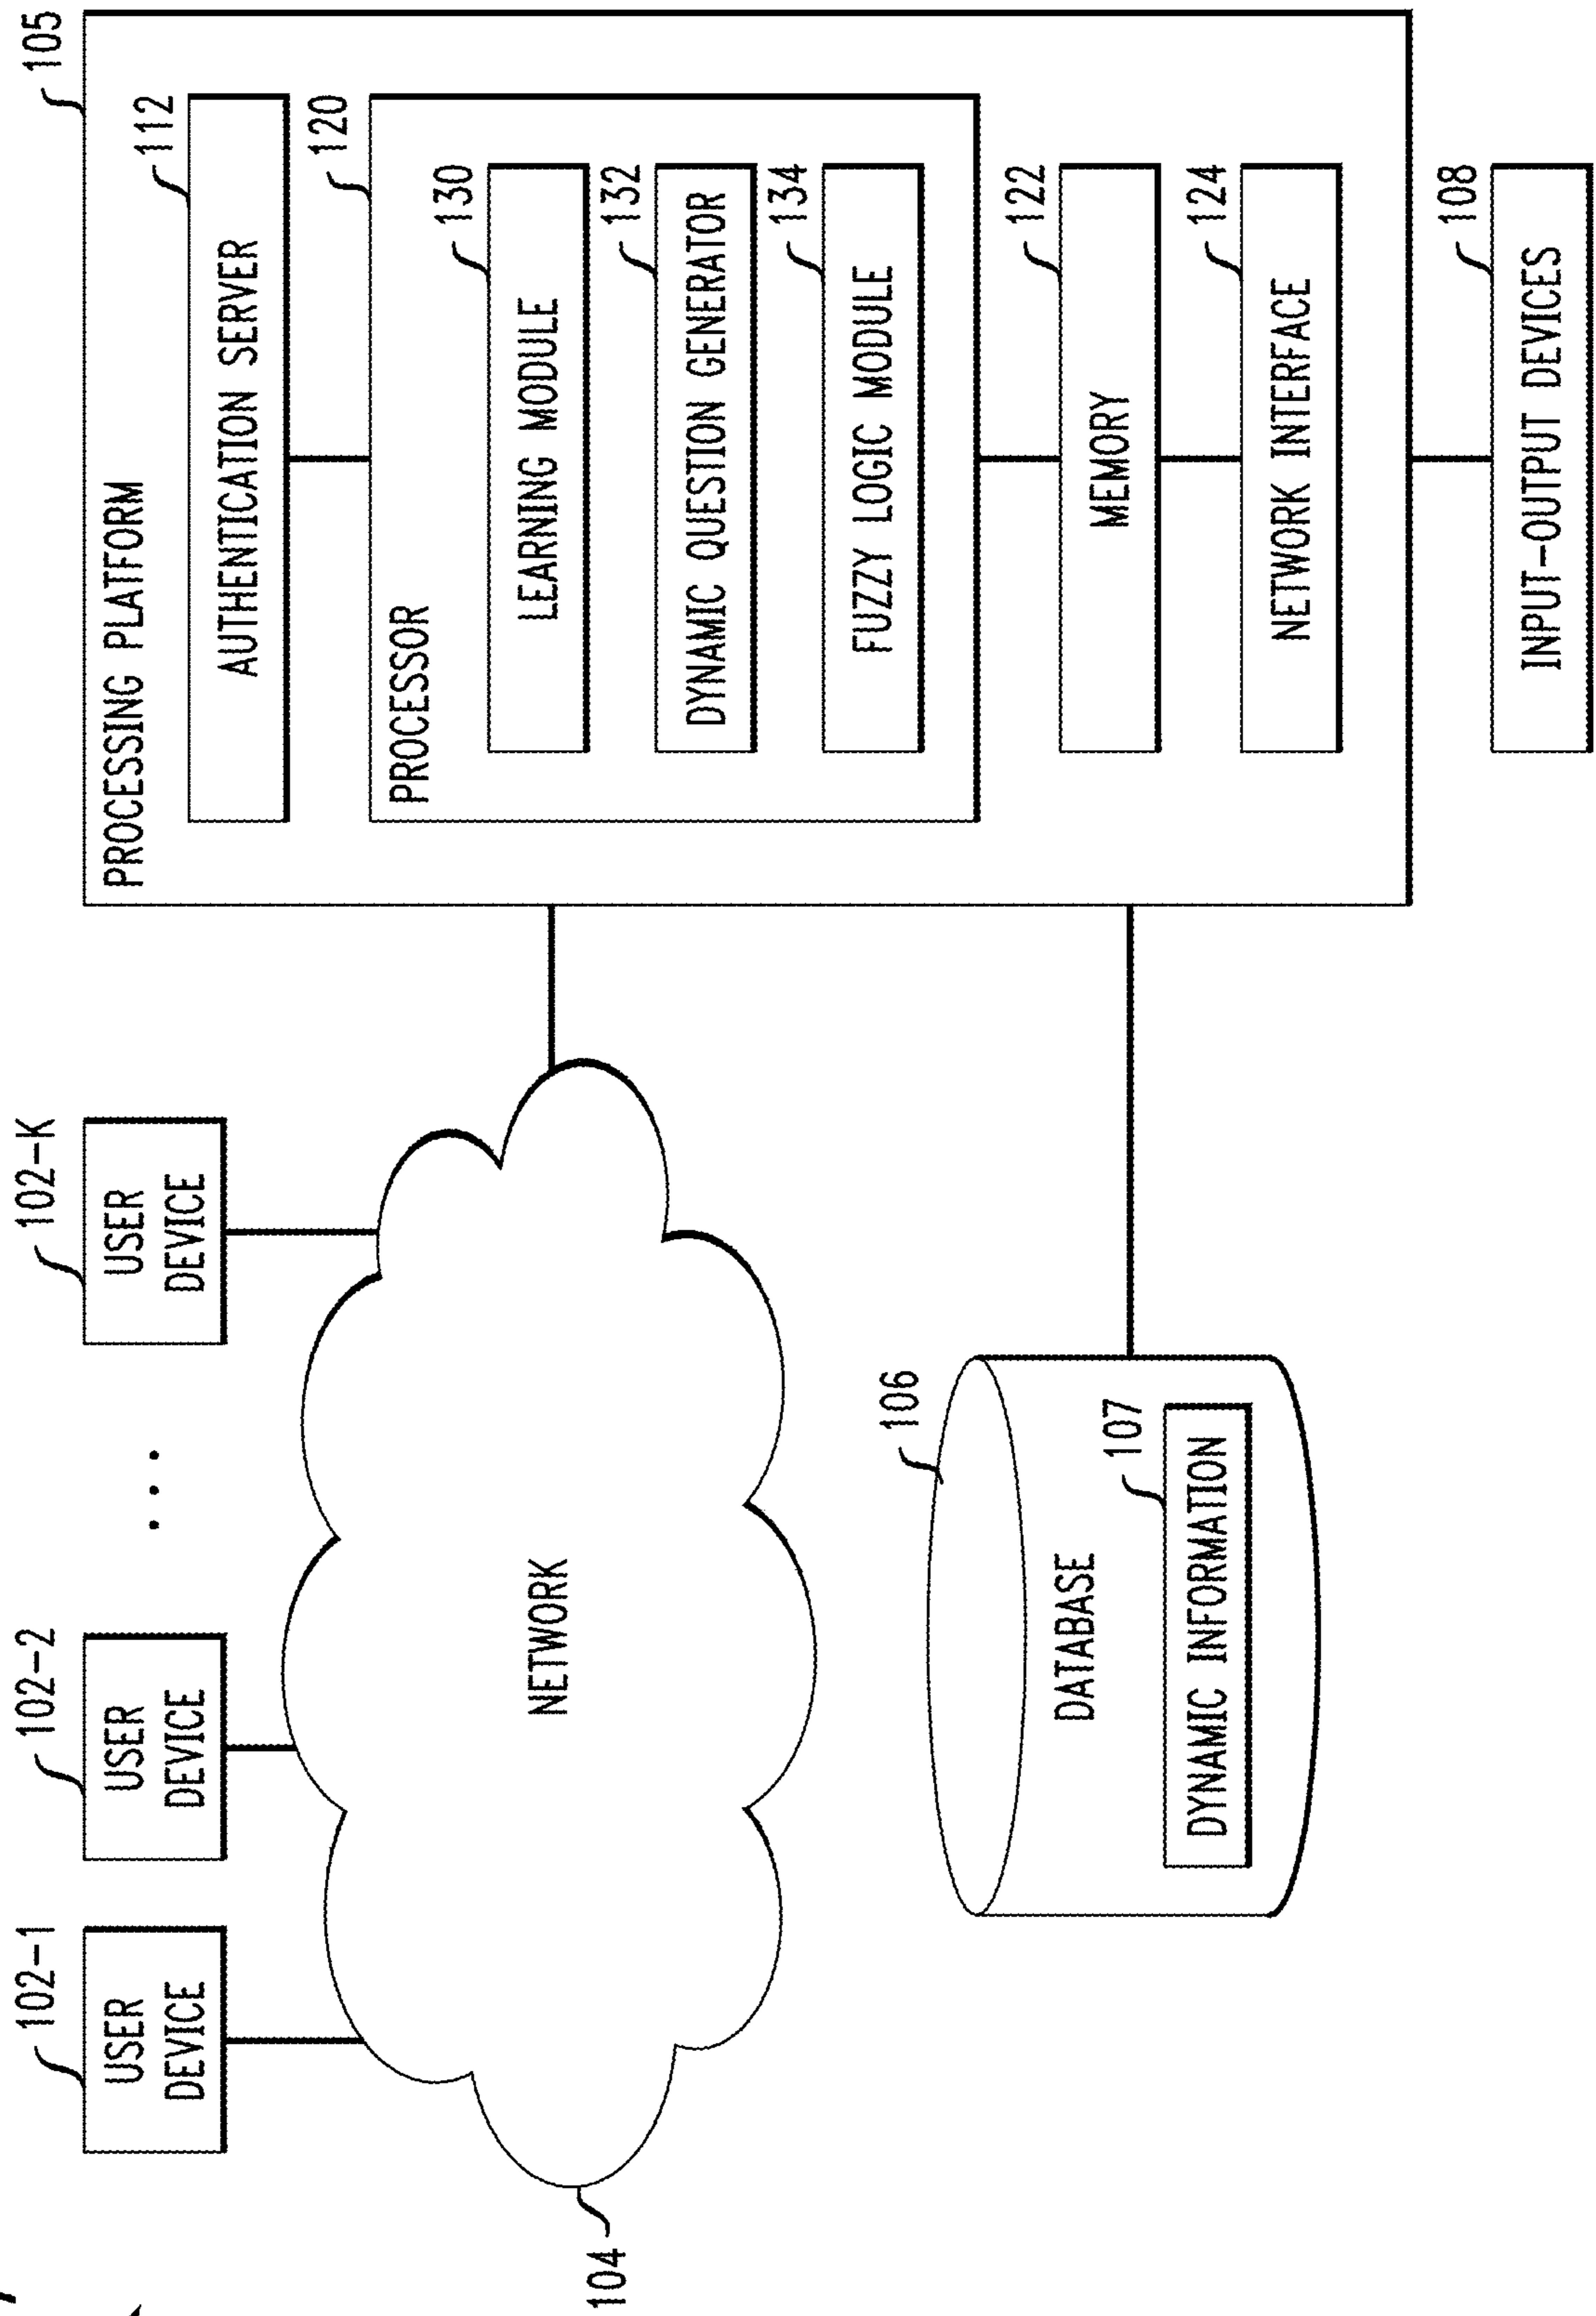 102-1
USER
DEVICE
102-2
USER
DEVICE
...
102-K
USER
DEVICE
NETWORK
104
106
DATABASE
107
DYNAMIC INFORMATION
105
PROCESSING PLATFORM
112
AUTHENTICATION SERVER
120
PROCESSOR
130
LEARNING MODULE
132
DYNAMIC QUESTION GENERATOR
134
FUZZY LOGIC MODULE
122
MEMORY
124
NETWORK INTERFACE
108
INPUT-OUTPUT DEVICES